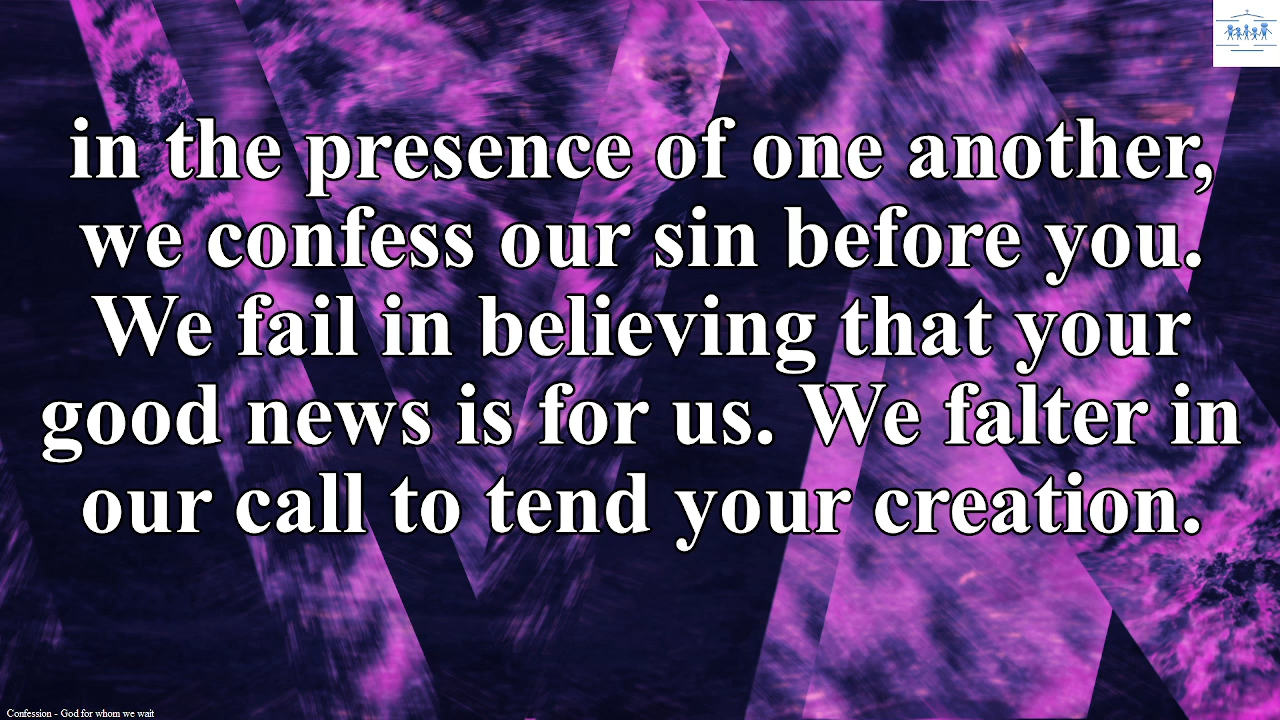 in the presence of one another,
we confess our sin before you.
We fail in believing that your
good news is for us. We falter in
our call to tend your creation.
Confession - God for whom we wait